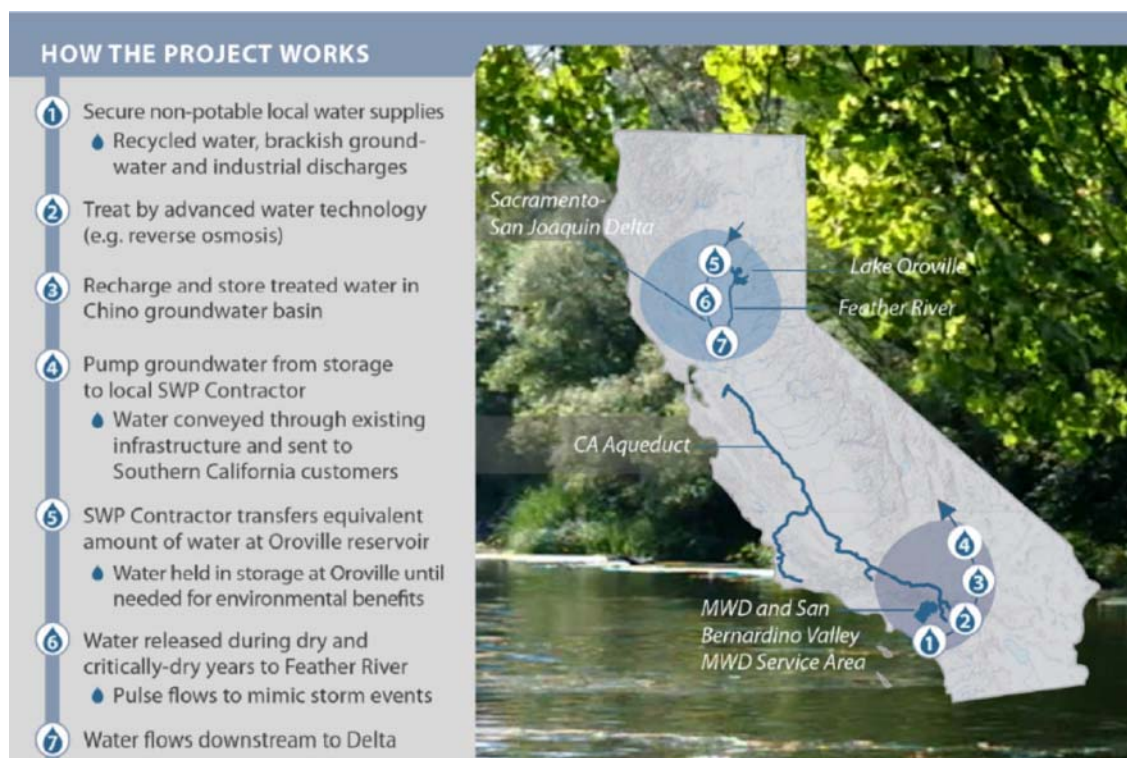 HOW THE PROJECT WORKS
1 Secure non-potable local water supplies
Recycled water, brackish ground-
water and industrial discharges
2 Treat by advanced water technology
(e.g. reverse osmosis)
3 Recharge and store treated water in
Chino groundwater basin
4 Pump groundwater from storage
to local SWP Contractor
Water conveyed through existing
infrastructure and sent to
Southern California customers
5 SWP Contractor transfers equivalent
amount of water at Oroville reservoir
Water held in storage at Oroville until
needed for environmental benefits
6 Water released during dry and
critically-dry years to Feather River
Pulse flows to mimic storm events
7 Water flows downstream to Delta
Sacramento-
San Joaquin Delta
5
Lake Oroville
6
Feather River
7
CA Aqueduct
4
3
MWD and San
Bernardino Valley
MWD Service Area
2
1